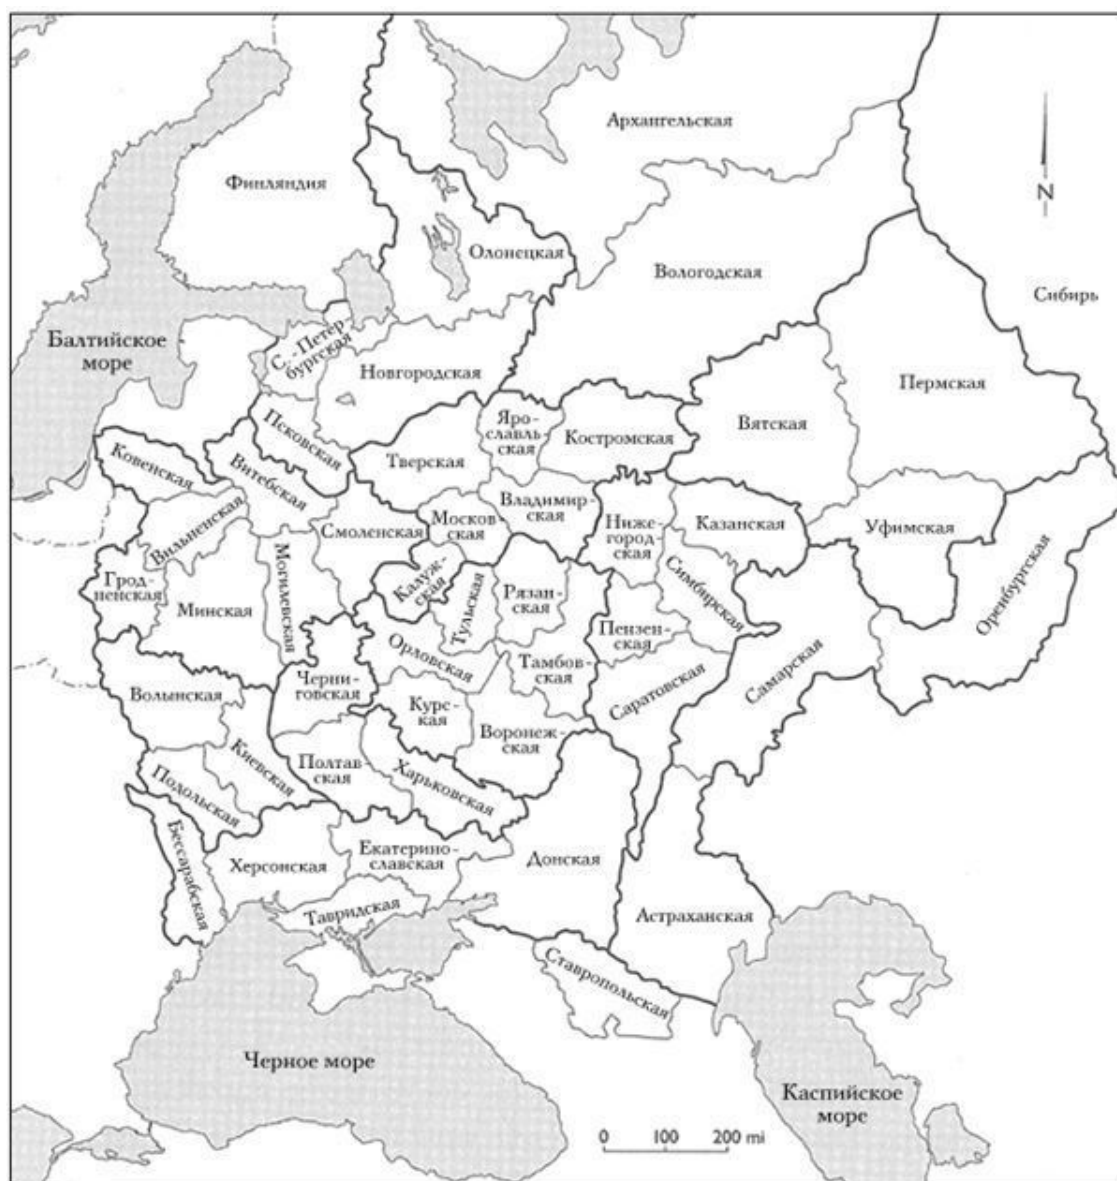 Архангельская
Финляндия
N
Олонецкая
Вологодская
Сибирь
Балтийское
море
С.-Петер-
бургская
Новгородская
Пермская
Псковская
Яро-
славль-
ская
Костромская
Вятская
Ковенская
Витебская
Тверская
Владимир-
ская
Вильненская
Смоленская
Москов-
ская
Ниже-
город-
ская
Казанская
Уфимская
Грод-
ненская
Минская
Могилевская
Калуж-
ская
Тульская
Рязан-
ская
Симбирская
Оренбургская
Пензен-
ская
Орловская
Тамбов-
ская
Саратовская
Самарская
Волынская
Черни-
говская
Курс-
кая
Воронеж-
ская
Киевская
Полтав-
ская
Харьковская
Подольская
Бессарабская
Херсонская
Екатерино-
славская
Донская
Тавридская
Астраханская
Ставропольская
Черное море
Каспийское
море
0 100 200 mi